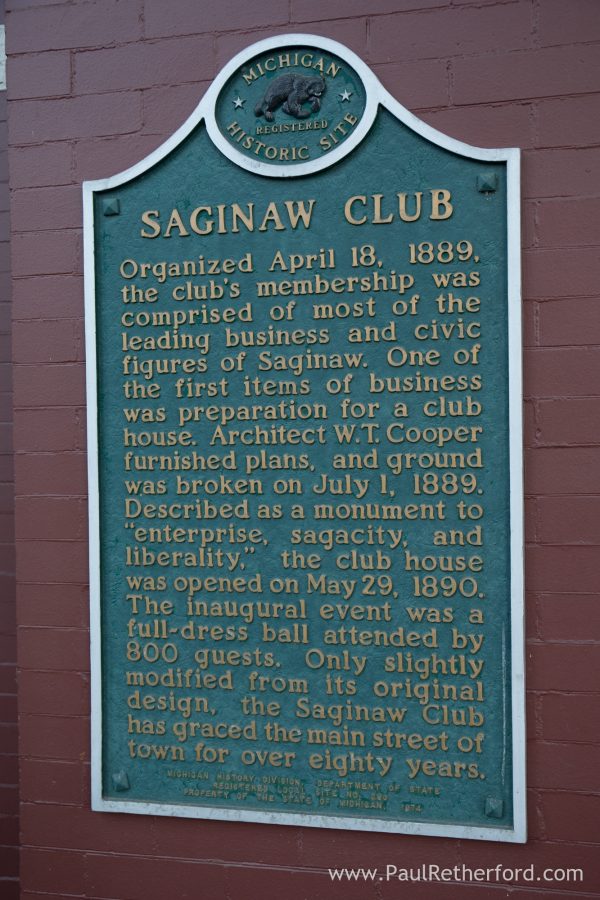 MICHIGAN
REGISTERED
HISTORIC SITE
SAGINAW CLUB
Organized April 18, 1889,
the club's membership was
comprised of most of the
leading business and civic
figures of Saginaw. One of
the first items of business
was preparation for a club
house. Architect W.T. Cooper
furnished plans, and ground
was broken on July 1, 1889.
Described as a monument to
"enterprise, sagacity, and
liberality," the club house
was opened on May 29, 1890.
The inaugural event was a
full-dress ball attended by
800 guests. Only slightly
modified from its original
design, the Saginaw Club
has graced the main street of
town for over eighty years.
MICHIGAN HISTORY DIVISION, DEPARTMENT OF STATE
REGISTERED LOCAL SITE NO.
PROPERTY OF THE STATE OF MICHIGAN, 1974
www.PaulRetherford.com